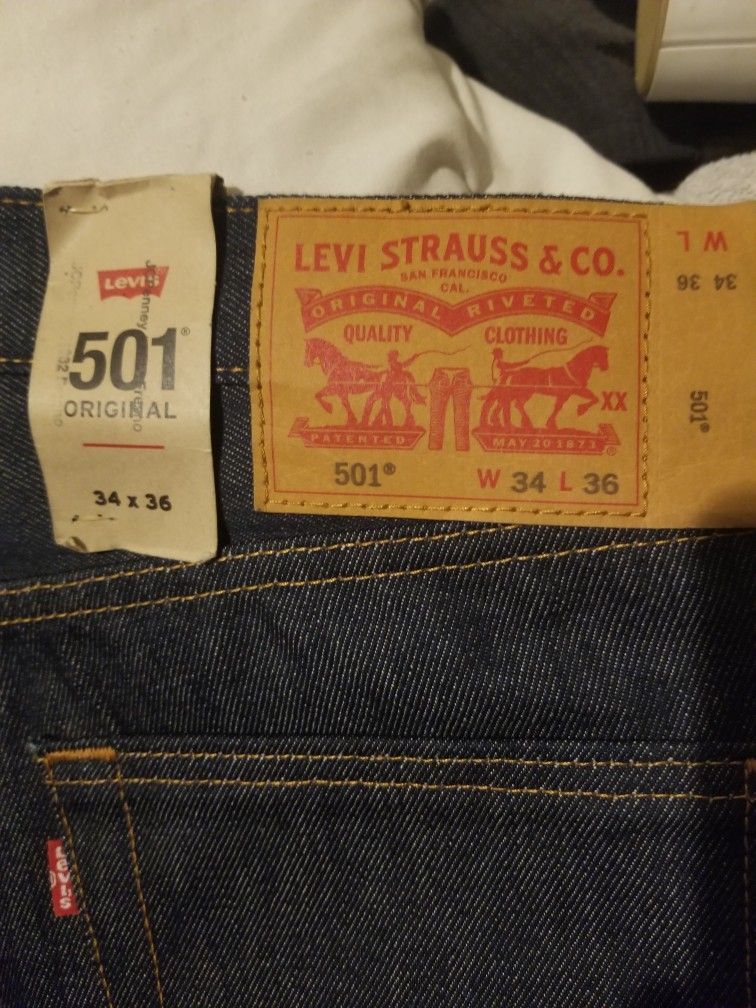 Levi's
501®
ORIGINAL
34 x 36
LEVI STRAUSS & CO.
SAN FRANCISCO
CAL.
ORIGINAL RIVETED
QUALITY CLOTHING
XX
PATENTED MAY 20 1873
®
501® W 34 L 36
W L
34 36
501®
LEVI'S